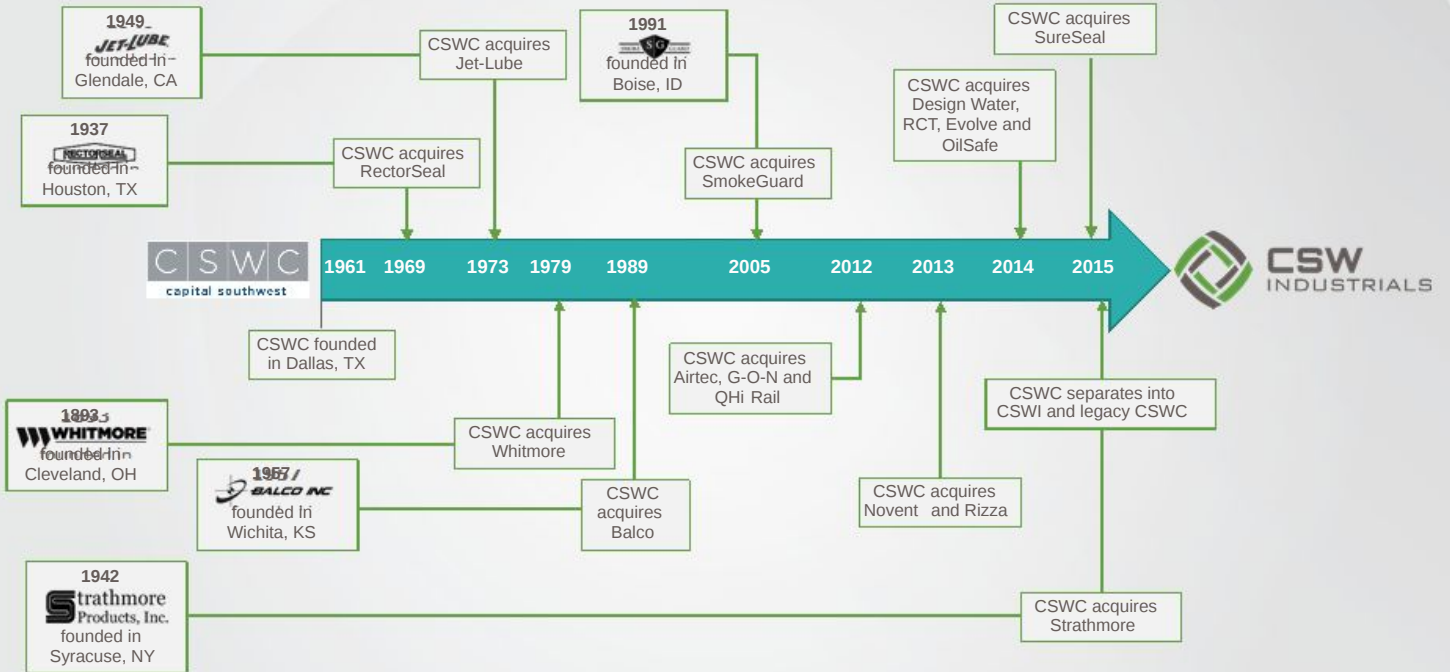 1949
JET-LUBE
founded in
Glendale, CA
CSWC acquires
Jet-Lube
1991
SG
founded in
Boise, ID
CSWC acquires
SureSeal
CSWC acquires
Design Water,
RCT, Evolve and
OilSafe
1937
RECTORSEAL
founded in
Houston, TX
CSWC acquires
RectorSeal
CSWC acquires
SmokeGuard
CSWC
capital southwest
1961 1969 1973 1979 1989 2005 2012 2013 2014 2015
CSW
INDUSTRIALS
CSWC founded
in Dallas, TX
CSWC acquires
Airtec, G-O-N and
QHi Rail
CSWC separates into
CSWI and legacy CSWC
1893
WHITMORE
founded in
Cleveland, OH
CSWC acquires
Whitmore
1957
BALCO INC
founded in
Wichita, KS
CSWC
acquires
Balco
CSWC acquires
Novent and Rizza
1942
Strathmore
Products, Inc.
founded in
Syracuse, NY
CSWC acquires
Strathmore